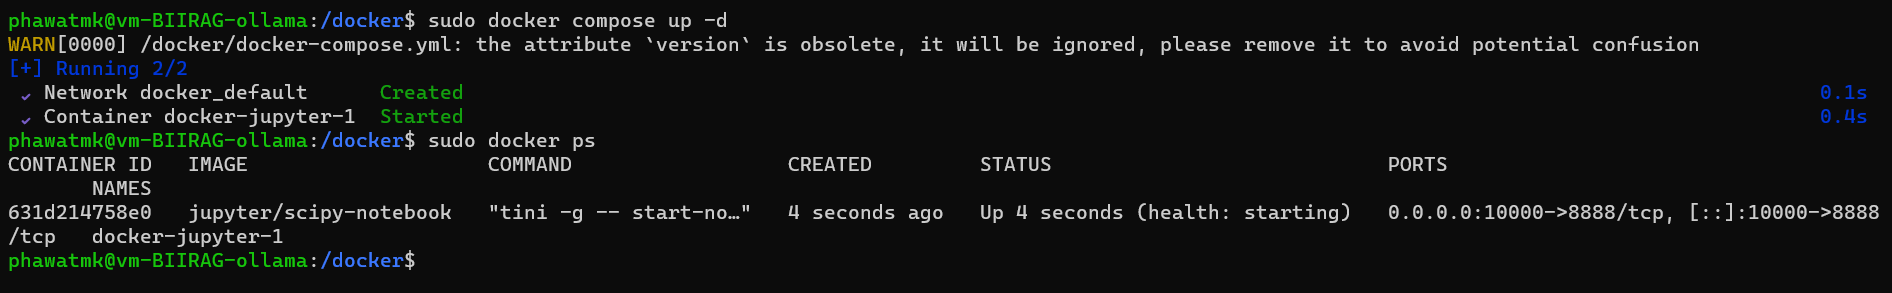 phawatmk@vm-BIIRAG-ollama:/docker$ sudo docker compose up -d
WARN[0000] /docker/docker-compose.yml: the attribute `version` is obsolete, it will be ignored, please remove it to avoid potential confusion
[+] Running 2/2
✔ Network docker_default Created 0.1s
✔ Container docker-jupyter-1 Started 0.4s
phawatmk@vm-BIIRAG-ollama:/docker$ sudo docker ps
CONTAINER ID IMAGE COMMAND CREATED STATUS PORTS
NAMES
631d214758e0 jupyter/scipy-notebook "tini -g -- start-no…" 4 seconds ago Up 4 seconds (health: starting) 0.0.0.0:10000->8888/tcp, [::]:10000->8888
/tcp docker-jupyter-1
phawatmk@vm-BIIRAG-ollama:/docker$